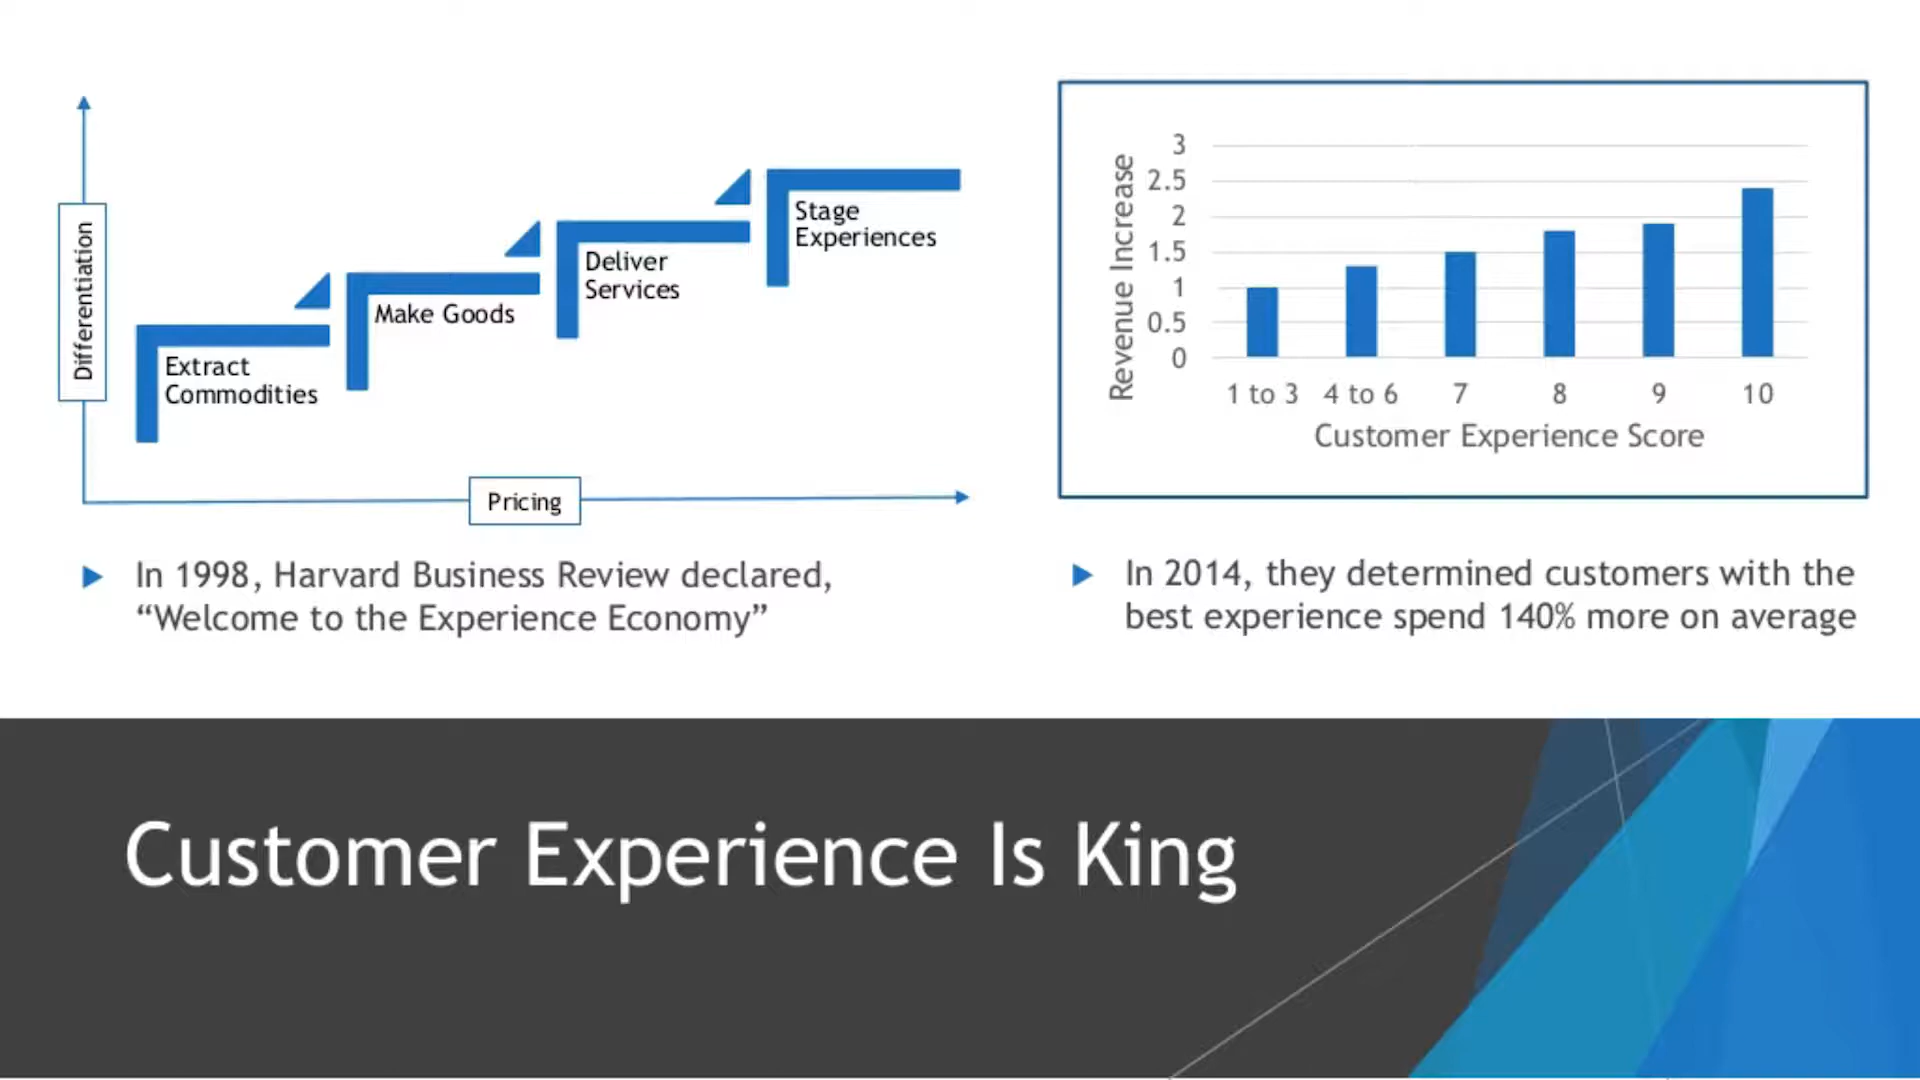 Differentiation
Extract
Commodities
Make Goods
Deliver
Services
Stage
Experiences
Pricing
In 1998, Harvard Business Review declared,
“Welcome to the Experience Economy”
Revenue Increase
3
2.5
2
1.5
1
0.5
0
1 to 3 4 to 6 7 8 9 10
Customer Experience Score
In 2014, they determined customers with the
best experience spend 140% more on average
Customer Experience Is King